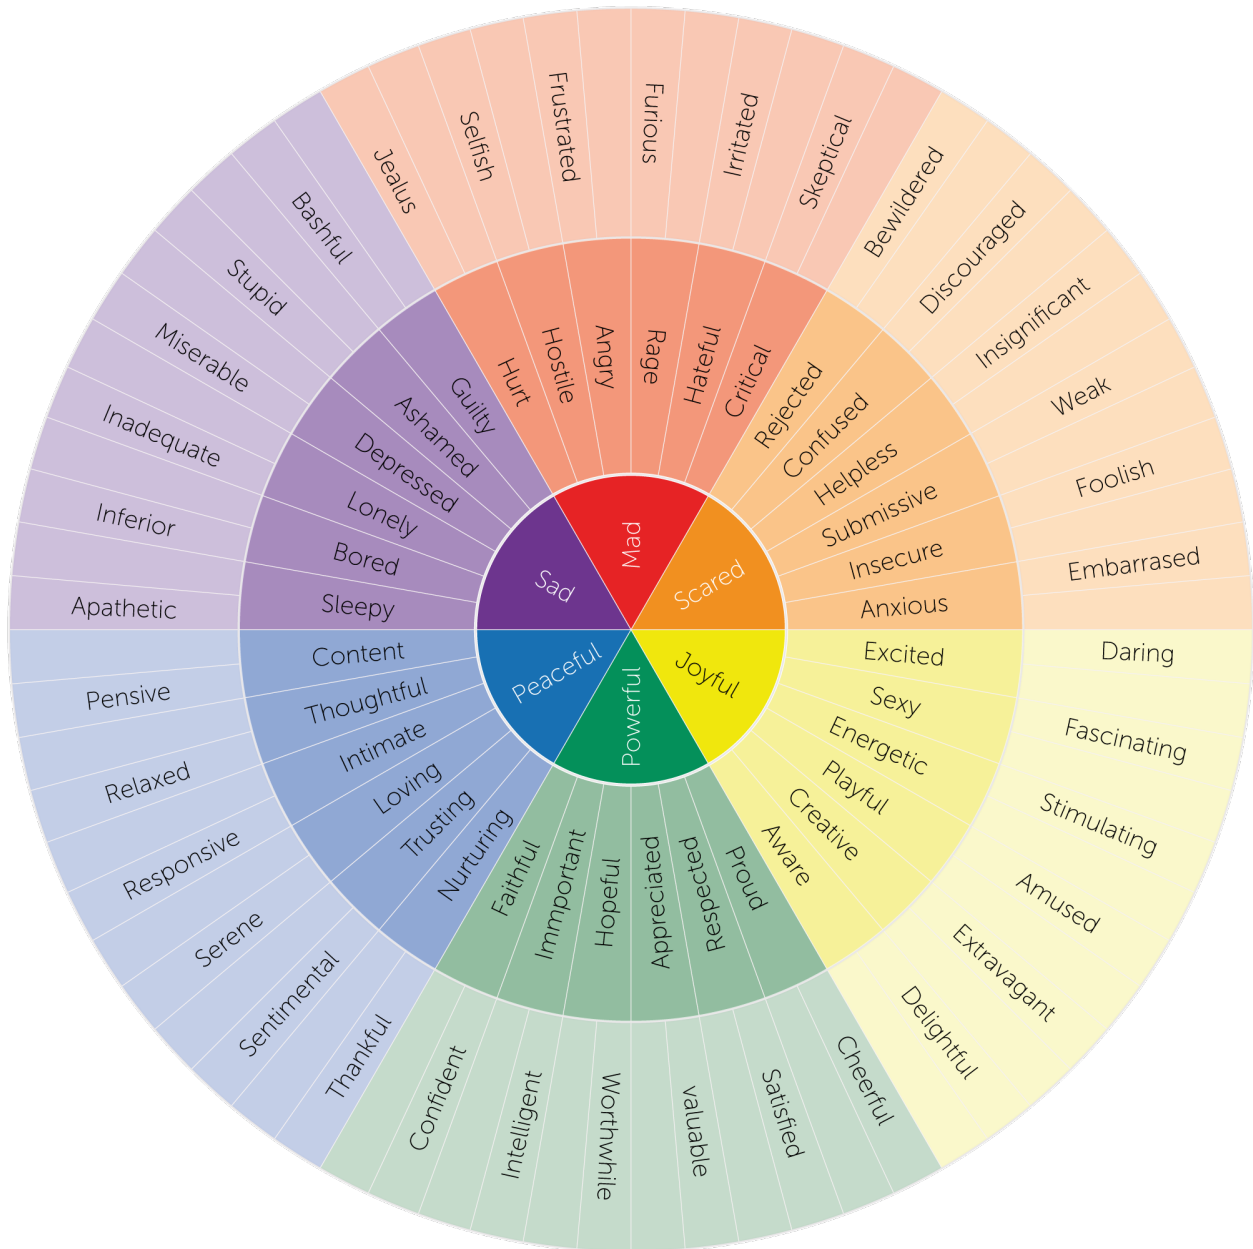 Mad
Scared
Joyful
Powerful
Peaceful
Sad
Hurt
Hostile
Angry
Rage
Hateful
Critical
Rejected
Confused
Helpless
Submissive
Insecure
Anxious
Excited
Sexy
Energetic
Playful
Creative
Aware
Proud
Respected
Appreciated
Hopeful
Immportant
Faithful
Nurturing
Trusting
Loving
Intimate
Thoughtful
Content
Sleepy
Bored
Lonely
Depressed
Ashamed
Guilty
Jealus
Selfish
Frustrated
Furious
Irritated
Skeptical
Bewildered
Discouraged
Insignificant
Weak
Foolish
Embarrased
Daring
Fascinating
Stimulating
Amused
Extravagant
Delightful
Cheerful
Satisfied
valuable
Worthwhile
Intelligent
Confident
Thankful
Sentimental
Serene
Responsive
Relaxed
Pensive
Apathetic
Inferior
Inadequate
Miserable
Stupid
Bashful